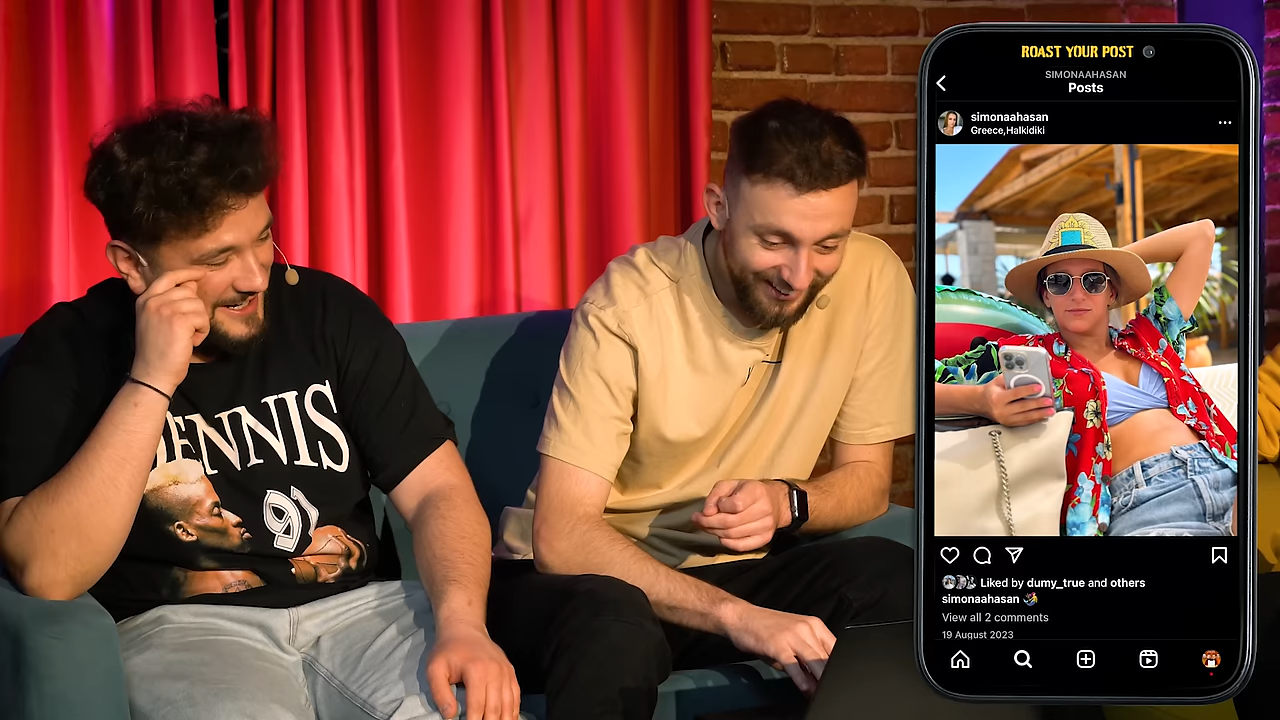 DENNIS
91
ROAST YOUR POST
SIMONAAHASAN
Posts
simonaahasan
Greece,Halkidiki
Liked by dumy_true and others
simonaahasan
View all 2 comments
19 August 2023